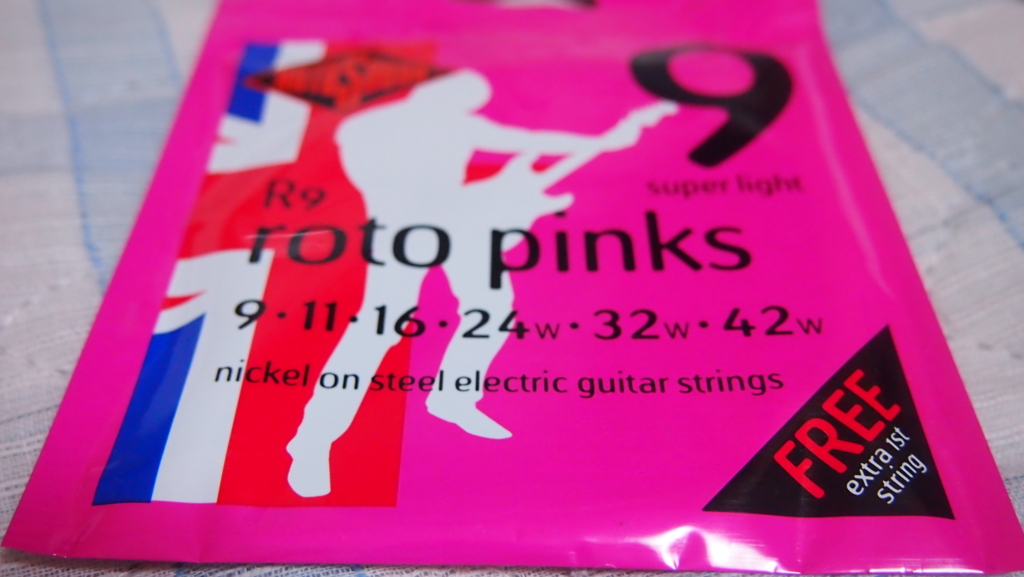 9
super light
R9
roto pinks
9·11·16·24w·32w·42w
nickel on steel electric guitar strings
FREE
extra 1st
string